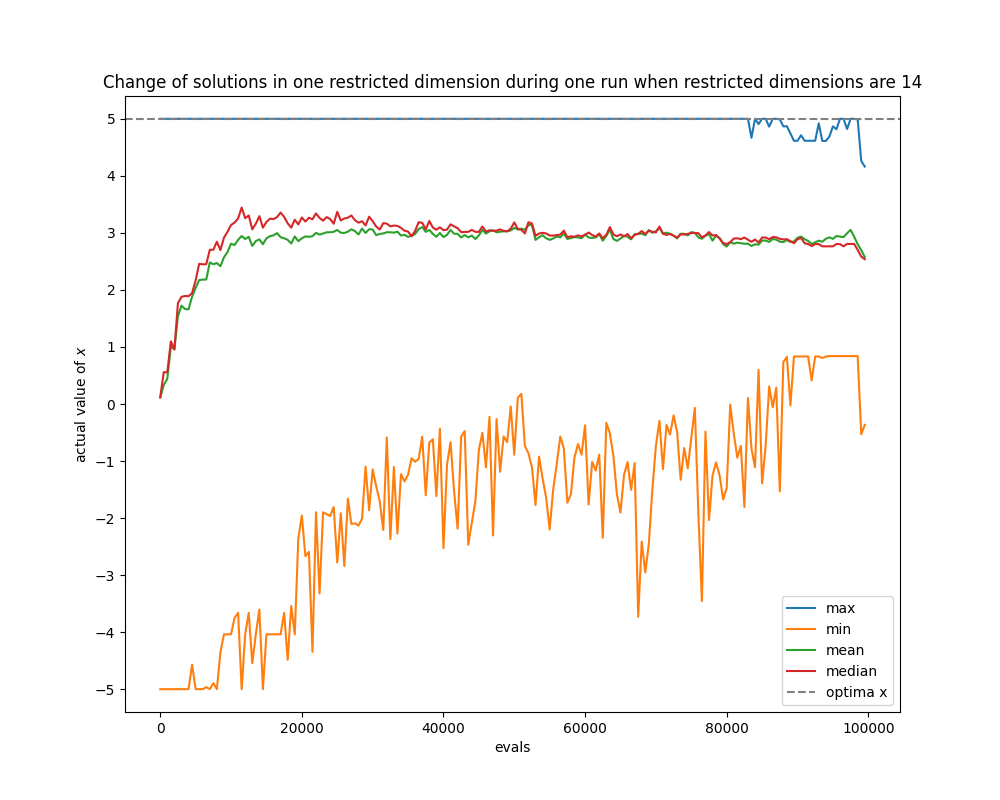 Change of solutions in one restricted dimension during one run when restricted dimensions are 14
actual value of x
5
4
3
2
1
0
−1
−2
−3
−4
−5
0 20000 40000 60000 80000 100000
evals
max
min
mean
median
optima x